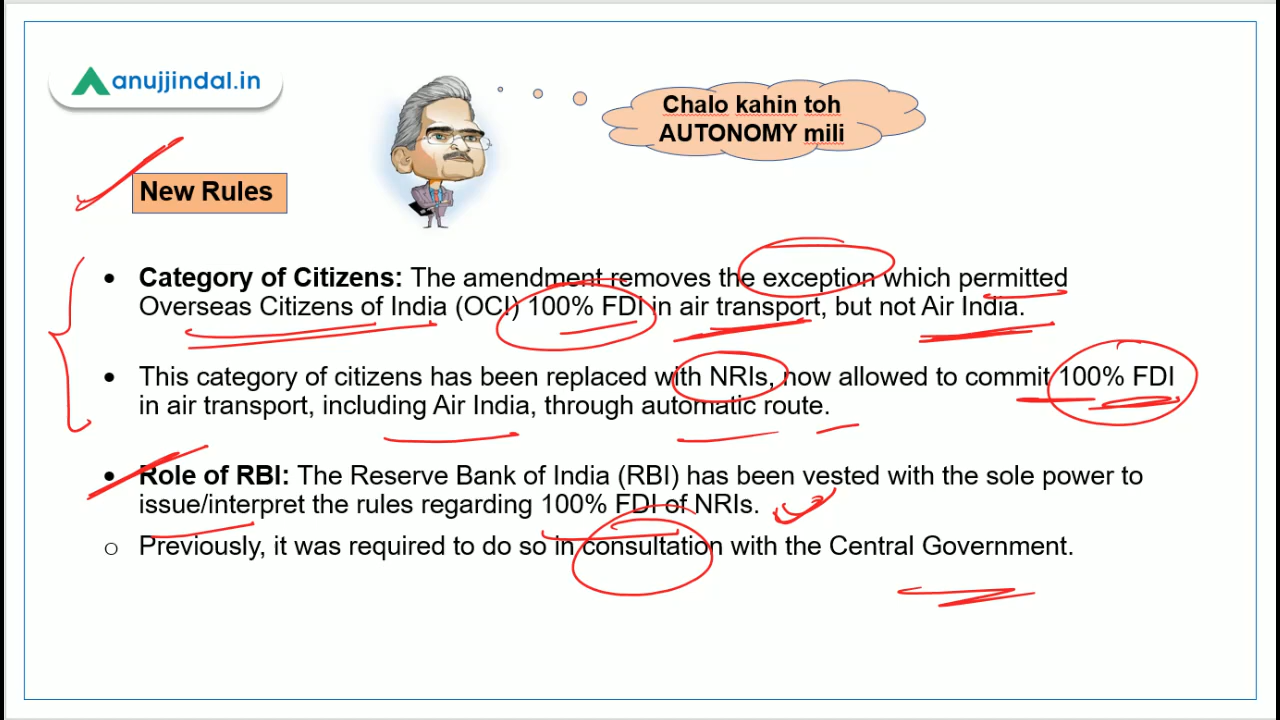 anujjindal.in
Chalo kahin toh
AUTONOMY mili
New Rules
• Category of Citizens: The amendment removes the exception which permitted
Overseas Citizens of India (OCI) 100% FDI in air transport, but not Air India.
• This category of citizens has been replaced with NRIs, now allowed to commit 100% FDI
in air transport, including Air India, through automatic route.
• Role of RBI: The Reserve Bank of India (RBI) has been vested with the sole power to
issue/interpret the rules regarding 100% FDI of NRIs.
○ Previously, it was required to do so in consultation with the Central Government.